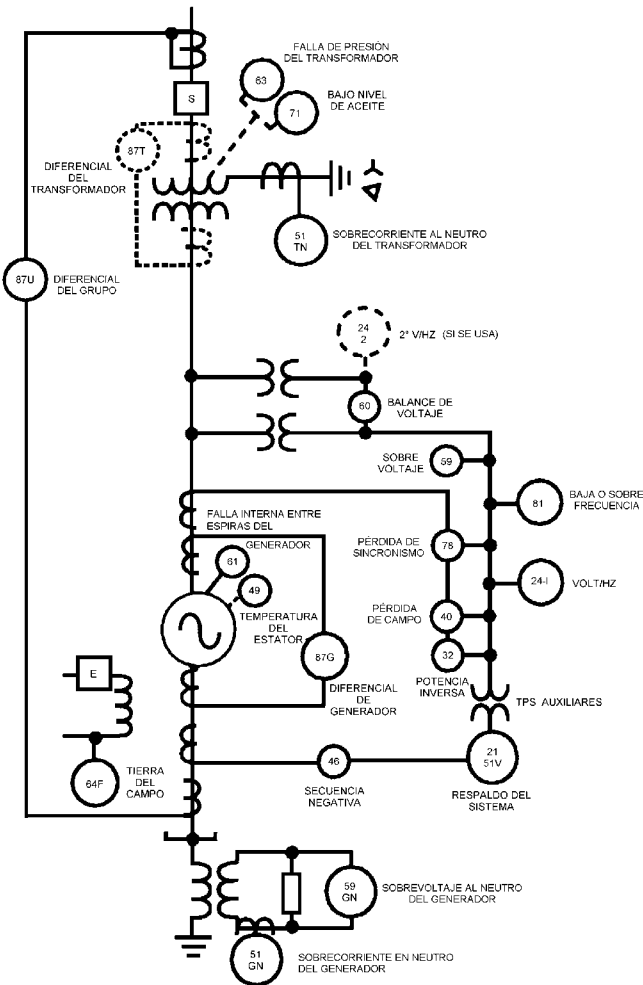 FALLA DE PRESIÓN
DEL TRANSFORMADOR
63
S
BAJO NIVEL
DE ACEITE
71
87T
DIFERENCIAL
DEL
TRANSFORMADOR
51
TN
SOBRECORRIENTE AL NEUTRO
DEL TRANSFORMADOR
87U
DIFERENCIAL
DEL GRUPO
24
2
2° V/HZ (SI SE USA)
60
BALANCE DE
VOLTAJE
SOBRE
VOLTAJE
59
81
BAJA O SOBRE
FRECUENCIA
FALLA INTERNA ENTRE
ESPIRAS DEL
GENERADOR
61
49
PÉRDIDA DE
SINCRONISMO
78
24-I
VOLT/HZ
TEMPERATURA
DEL
ESTATOR
PÉRDIDA
DE CAMPO
40
87G
32
POTENCIA
INVERSA
E
DIFERENCIAL
DE
GENERADOR
TPS AUXILIARES
64F
TIERRA
DEL
CAMPO
46
SECUENCIA
NEGATIVA
21
51V
RESPALDO DEL
SISTEMA
59
GN
SOBREVOLTAJE AL NEUTRO
DEL GENERADOR
51
GN
SOBRECORRIENTE EN NEUTRO
DEL GENERADOR